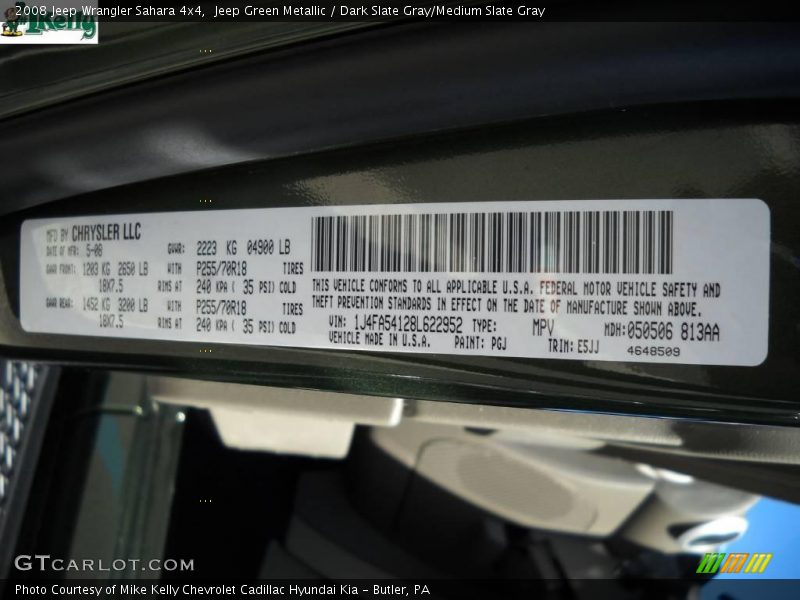 2008 Jeep Wrangler Sahara 4x4,  Jeep Green Metallic / Dark Slate Gray/Medium Slate Gray
Kelly
MFD BY CHRYSLER LLC
DATE OF MFR: 5-08 GVWR: 2223 KG 04900 LB
GAWR FRONT: 1203 KG 2650 LB WITH P255/70R18 TIRES
18X7.5 RIMS AT 240 KPA ( 35 PSI) COLD
GAWR REAR: 1452 KG 3200 LB WITH P255/70R18 TIRES
18X7.5 RIMS AT 240 KPA ( 35 PSI) COLD
THIS VEHICLE CONFORMS TO ALL APPLICABLE U.S.A. FEDERAL MOTOR VEHICLE SAFETY AND
THEFT PREVENTION STANDARDS IN EFFECT ON THE DATE OF MANUFACTURE SHOWN ABOVE.
VIN: 1J4FA54128L622952 TYPE: MPV MDH: 050506 813AA
VEHICLE MADE IN U.S.A. PAINT: PGJ TRIM: E5JJ 4648509
GTCARLOT.COM
Photo Courtesy of Mike Kelly Chevrolet Cadillac Hyundai Kia - Butler, PA